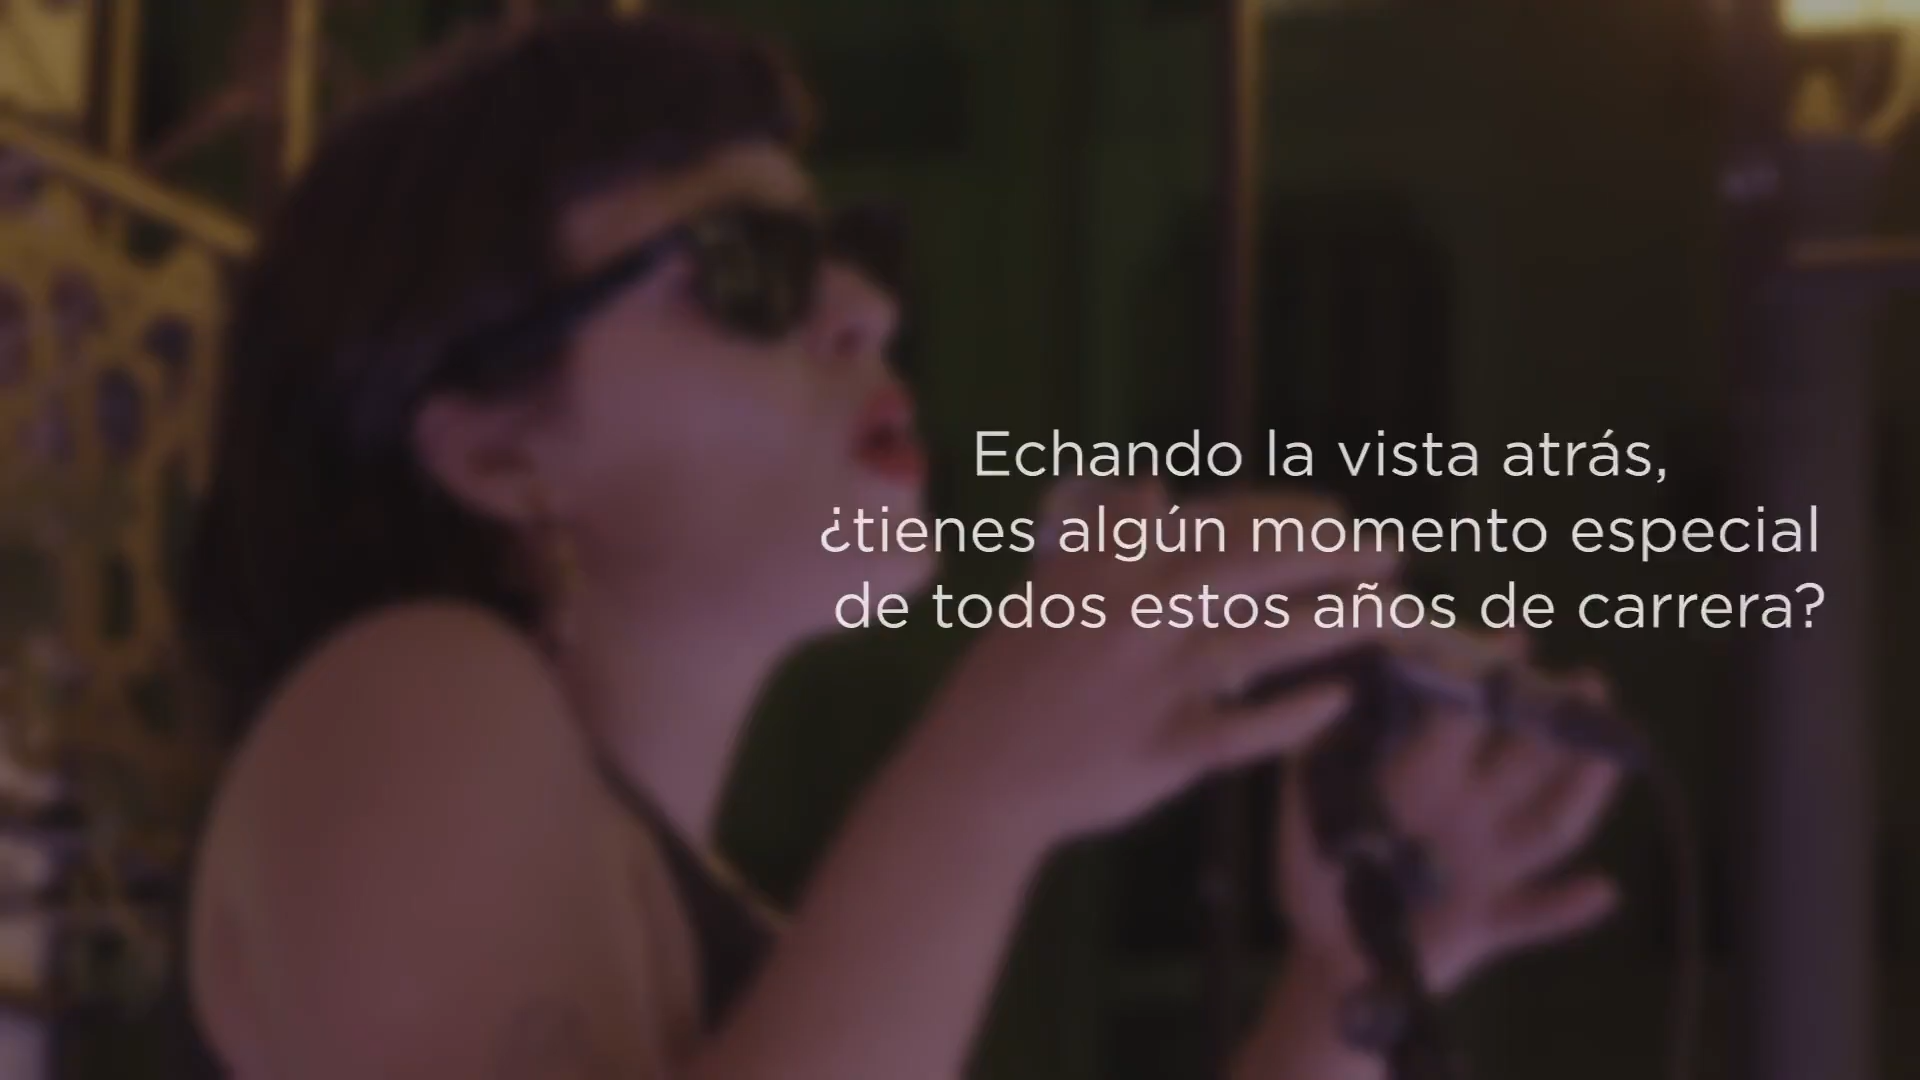 Echando la vista atrás,
¿tienes algún momento especial
de todos estos años de carrera?